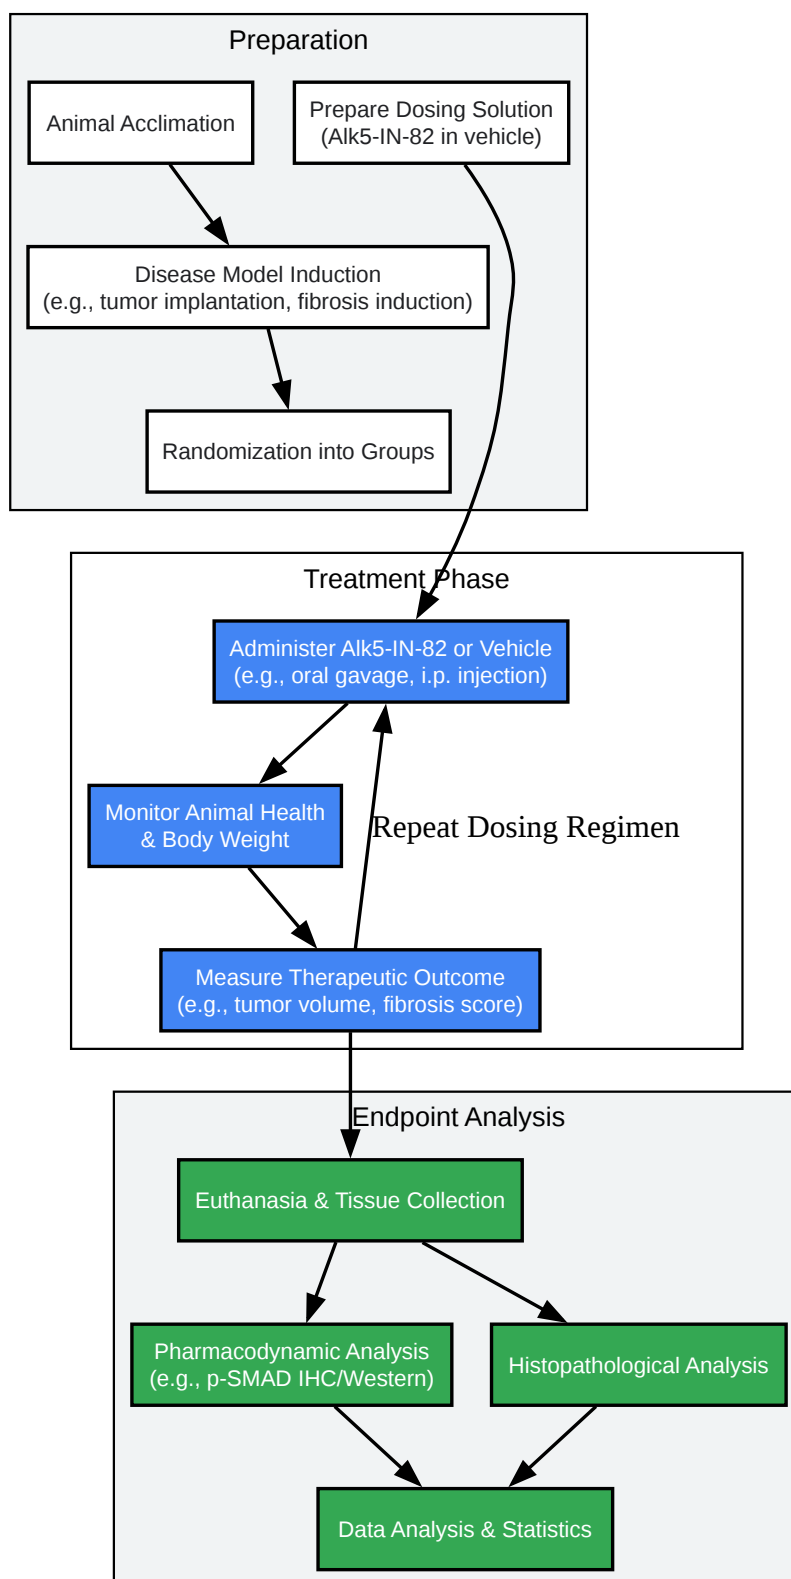 Preparation
Animal Acclimation
Prepare Dosing Solution
(Alk5-IN-82 in vehicle)
Disease Model Induction
(e.g., tumor implantation, fibrosis induction)
Randomization into Groups
Treatment Phase
Administer Alk5-IN-82 or Vehicle
(e.g., oral gavage, i.p. injection)
Monitor Animal Health
& Body Weight
Repeat Dosing Regimen
Measure Therapeutic Outcome
(e.g., tumor volume, fibrosis score)
Endpoint Analysis
Euthanasia & Tissue Collection
Pharmacodynamic Analysis
(e.g., p-SMAD IHC/Western)
Histopathological Analysis
Data Analysis & Statistics